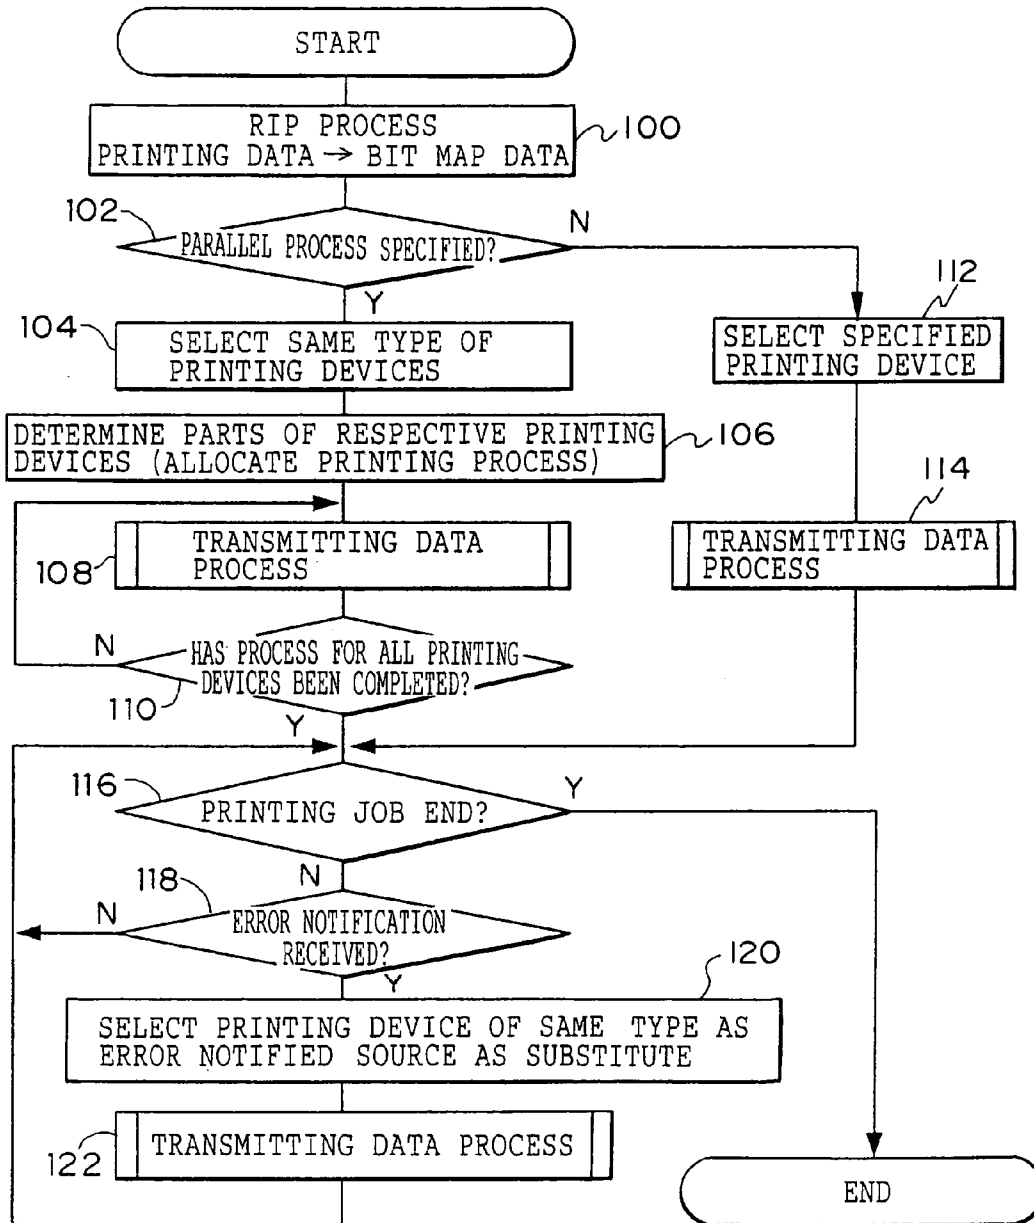 START
RIP PROCESS
PRINTING DATA → BIT MAP DATA
100
102
PARALLEL PROCESS SPECIFIED?
N
Y
104
SELECT SAME TYPE OF
PRINTING DEVICES
112
SELECT SPECIFIED
PRINTING DEVICE
DETERMINE PARTS OF RESPECTIVE PRINTING
DEVICES (ALLOCATE PRINTING PROCESS)
106
114
108
TRANSMITTING DATA
PROCESS
TRANSMITTING DATA
PROCESS
N
HAS PROCESS FOR ALL PRINTING
DEVICES BEEN COMPLETED?
110
Y
116
PRINTING JOB END?
Y
N
118
N
ERROR NOTIFICATION
RECEIVED?
Y
120
SELECT PRINTING DEVICE OF SAME TYPE AS
ERROR NOTIFIED SOURCE AS SUBSTITUTE
122
TRANSMITTING DATA PROCESS
END